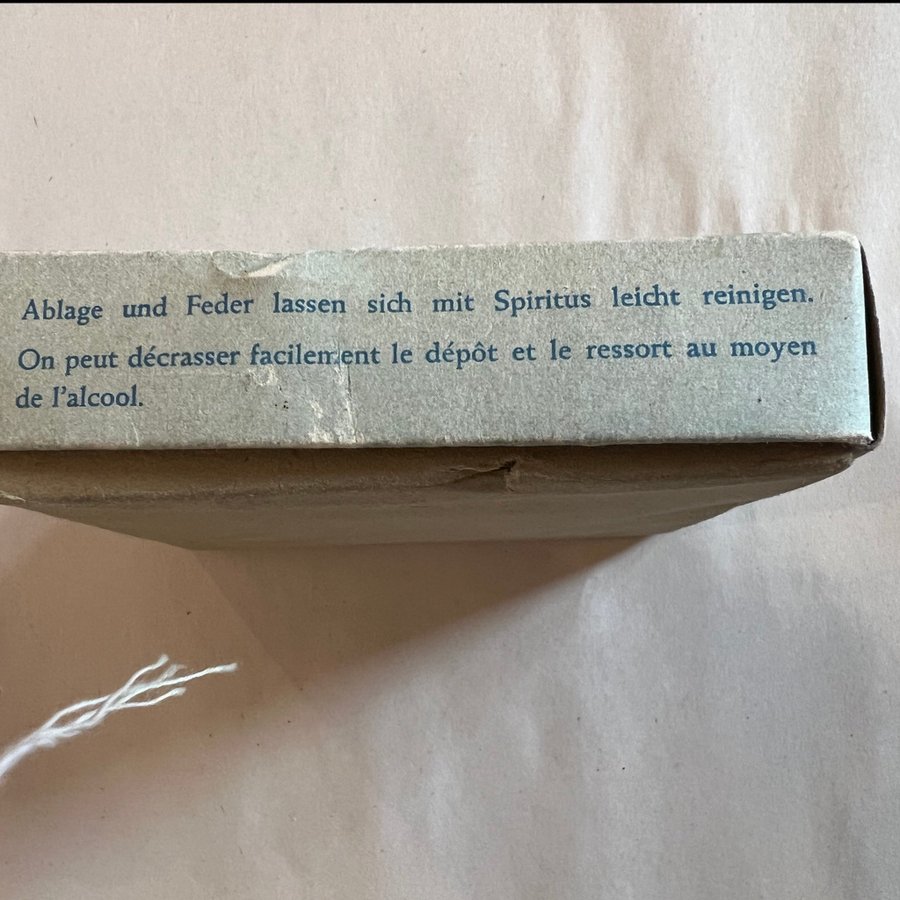 Ablage und Feder lassen sich mit Spiritus leicht reinigen.
On peut décrasser facilement le dépôt et le ressort au moyen
de l'alcool.